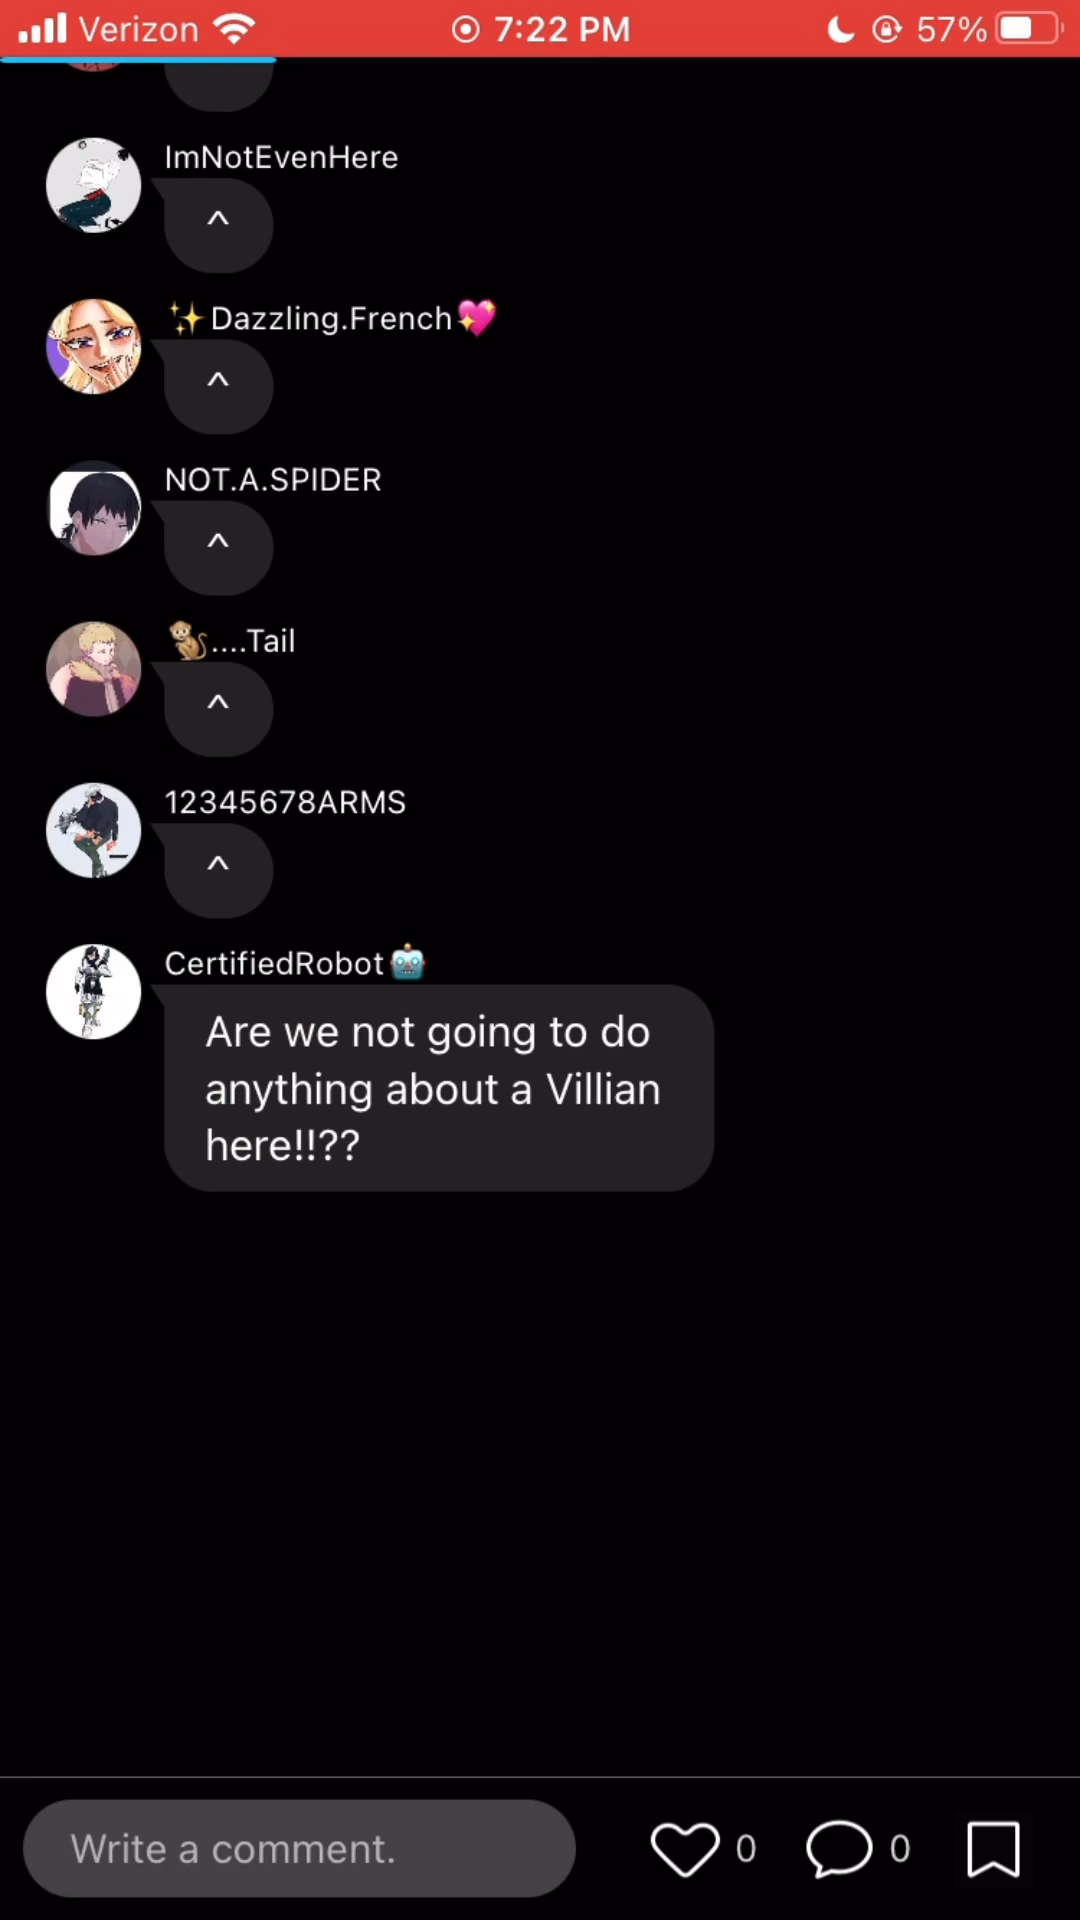 Verizon 7:22 PM 57%
ImNotEvenHere
^
✨Dazzling.French💖
^
NOT.A.SPIDER
^
🐒....Tail
^
12345678ARMS
^
CertifiedRobot🤖
Are we not going to do
anything about a Villian
here!!??
Write a comment. 0 0